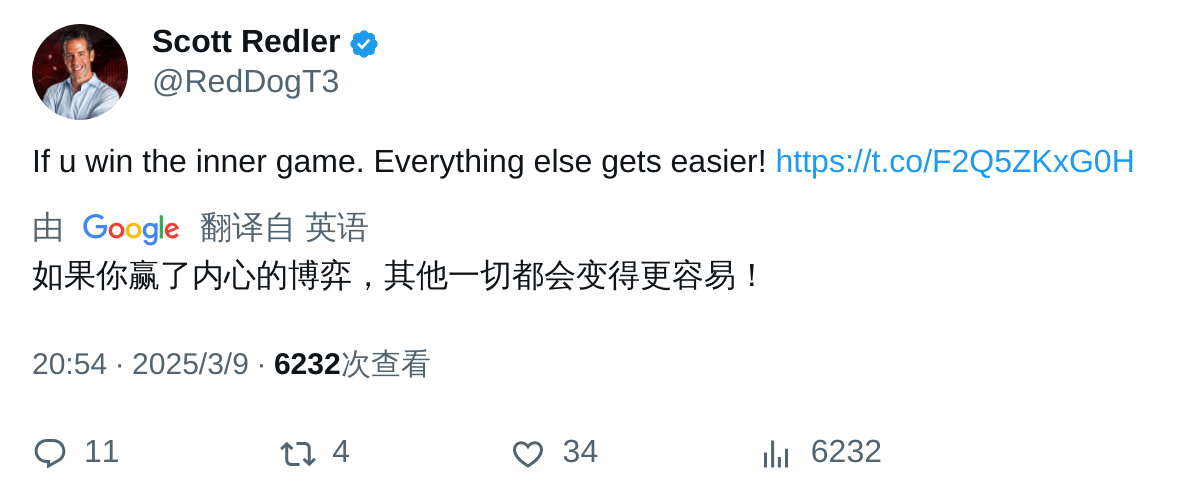 Scott Redler
@RedDogT3
If u win the inner game. Everything else gets easier! https://t.co/F2Q5ZKxG0H
由 Google 翻译自 英语
如果你赢了内心的博弈，其他一切都会变得更容易！
20:54 · 2025/3/9 · 6232次查看
11 4 34 6232